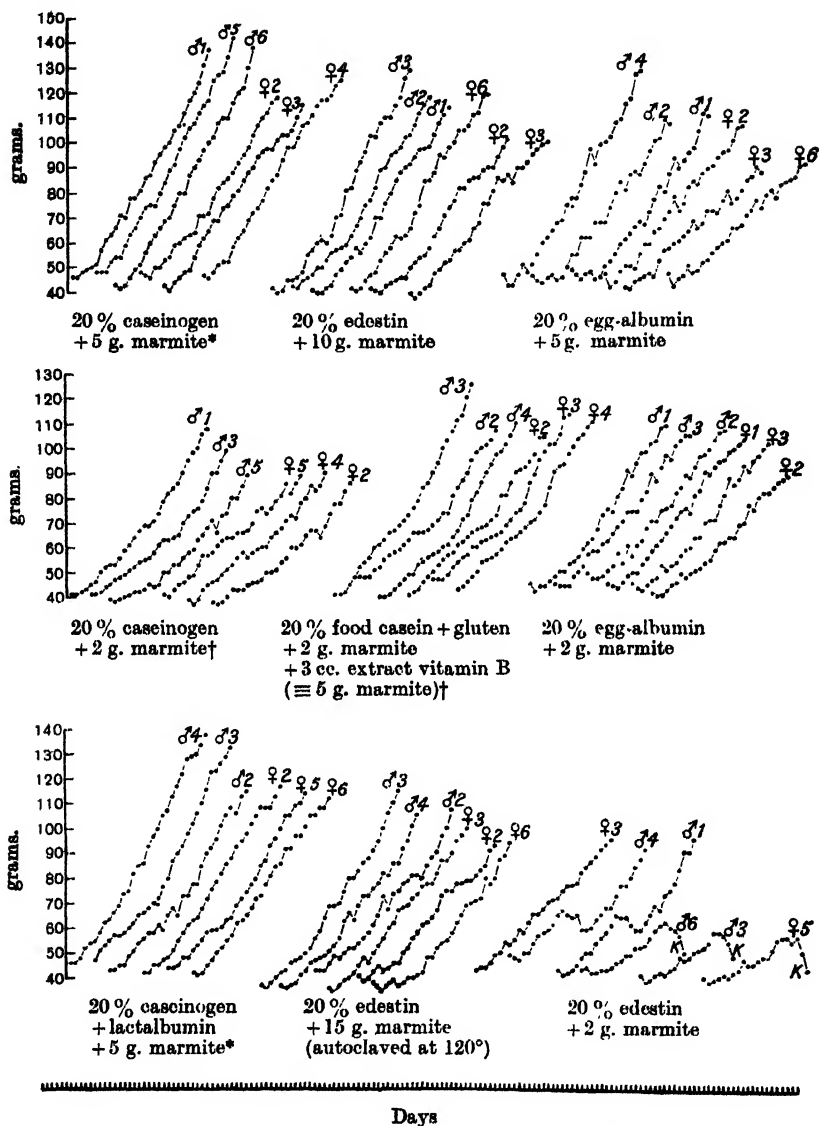 150
140
130
120
110
100
90
80
70
60
50
40
grams.
♂1 ♂5 ♂6 ♀2 ♀3 ♀4
♂3 ♂2 ♂1 ♀6 ♀2 ♀3
♂4 ♂2 ♂1 ♀2 ♀3 ♀6
20 % caseinogen
+ 5 g. marmite*
20 % edestin
+ 10 g. marmite
20 % egg-albumin
+ 5 g. marmite
130
120
110
100
90
80
70
60
50
40
grams.
♂1 ♂3 ♂5 ♀5 ♀4 ♀2
♂3 ♂2 ♂4 ♀2 ♀3 ♀4
♂1 ♂3 ♂2 ♀1 ♀3 ♀2
20 % caseinogen
+ 2 g. marmite†
20 % food casein + gluten
+ 2 g. marmite
+ 3 cc. extract vitamin B
(≡ 5 g. marmite)†
20 % egg-albumin
+ 2 g. marmite
140
130
120
110
100
90
80
70
60
50
40
grams.
♂4 ♂3 ♂2 ♀2 ♀5 ♀6
♂3 ♂4 ♂2 ♀3 ♀2 ♀6
♀3 ♂4 ♂1 ♂6 ♂3 ♀5
K K K
20 % caseinogen
+ lactalbumin
+ 5 g. marmite*
20 % edestin
+ 15 g. marmite
(autoclaved at 120°)
20 % edestin
+ 2 g. marmite
Days